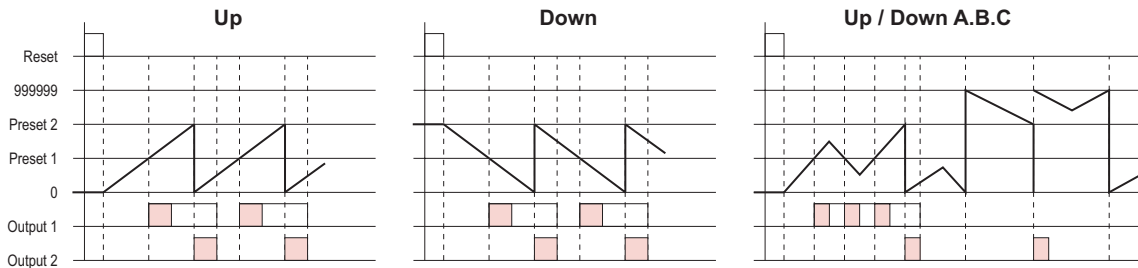 Up
Down
Up / Down A.B.C
Reset
999999
Preset 2
Preset 1
0
Output 1
Output 2